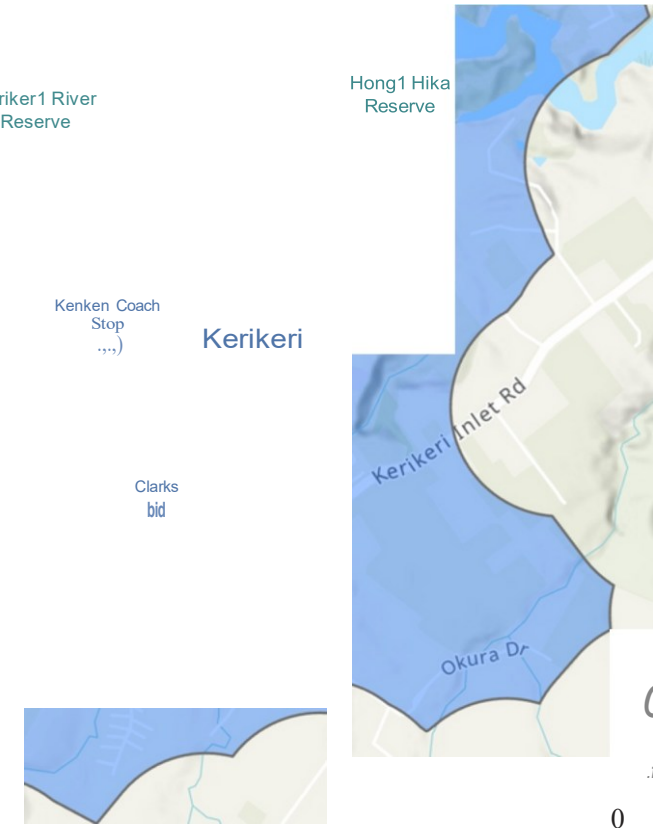 riker1 River
Reserve
Hong1 Hika
Reserve
Kenken Coach
Stop
.,.,)
Kerikeri
Kerikeri Inlet Rd
Clarks
bid
Okura Dr
0